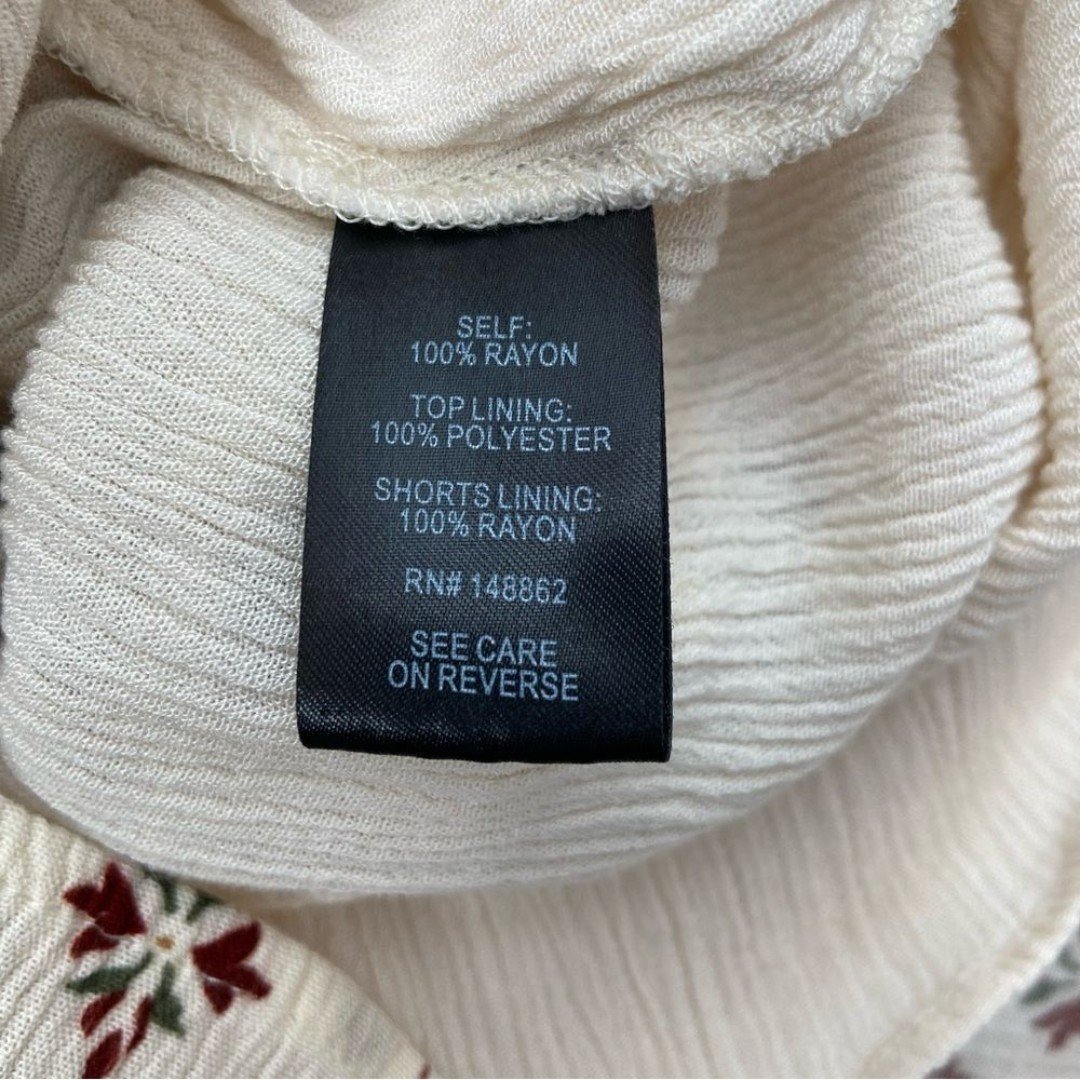 SELF:
100% RAYON
TOP LINING:
100% POLYESTER
SHORTS LINING:
100% RAYON
RN# 148862
SEE CARE
ON REVERSE